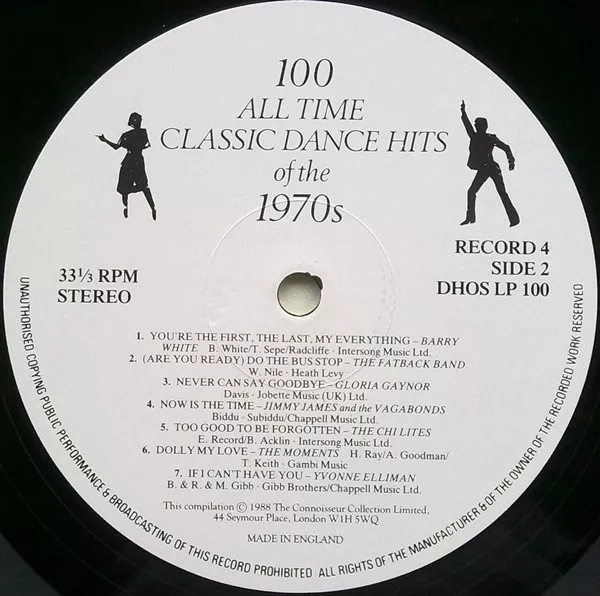 100
ALL TIME
CLASSIC DANCE HITS
of the
1970s
33⅓ RPM
STEREO
RECORD 4
SIDE 2
DHOS LP 100
1. YOU'RE THE FIRST, THE LAST, MY EVERYTHING – BARRY
WHITE B. White/T. Sepe/Radcliffe · Intersong Music Ltd.
2. (ARE YOU READY) DO THE BUS STOP – THE FATBACK BAND
W. Nile · Heath Levy
3. NEVER CAN SAY GOODBYE – GLORIA GAYNOR
Davis · Jobette Music (UK) Ltd.
4. NOW IS THE TIME – JIMMY JAMES and the VAGABONDS
Biddu · Subiddu/Chappell Music Ltd.
5. TOO GOOD TO BE FORGOTTEN – THE CHI LITES
E. Record/B. Acklin · Intersong Music Ltd.
6. DOLLY MY LOVE – THE MOMENTS H. Ray/A. Goodman/
T. Keith · Gambi Music
7. IF I CAN'T HAVE YOU – YVONNE ELLIMAN
B. & R. & M. Gibb · Gibb Brothers/Chappell Music Ltd.
This compilation © 1988 The Connoisseur Collection Limited,
44 Seymour Place, London W1H 5WQ
MADE IN ENGLAND
UNAUTHORISED COPYING PUBLIC PERFORMANCE & BROADCASTING OF THIS RECORD PROHIBITED ALL RIGHTS OF THE MANUFACTURER & OF THE OWNER OF THE RECORDED WORK RESERVED